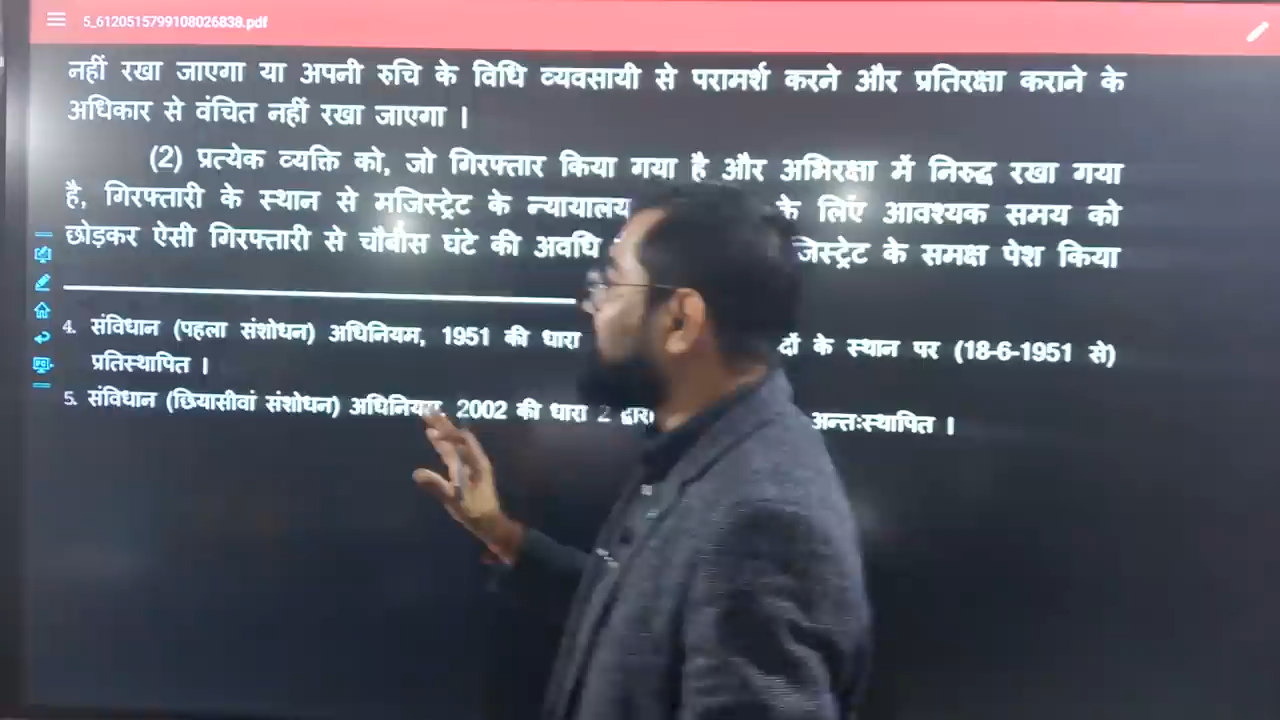 5_6120515799108026838.pdf
नहीं रखा जाएगा या अपनी रुचि के विधि व्यवसायी से परामर्श करने और प्रतिरक्षा कराने के
अधिकार से वंचित नहीं रखा जाएगा ।
(2) प्रत्येक व्यक्ति को, जो गिरफ्तार किया गया है और अभिरक्षा में निरुद्ध रखा गया
है, गिरफ्तारी के स्थान से मजिस्ट्रेट के न्यायालय के लिए आवश्यक समय को
छोड़कर ऐसी गिरफ्तारी से चौबीस घंटे की अवधि जिस्ट्रेट के समक्ष पेश किया
4. संविधान (पहला संशोधन) अधिनियम, 1951 की धारा दों के स्थान पर (18-6-1951 से)
प्रतिस्थापित ।
5. संविधान (छियासीवां संशोधन) अधिनियम, 2002 की धारा 2 अन्तःस्थापित ।